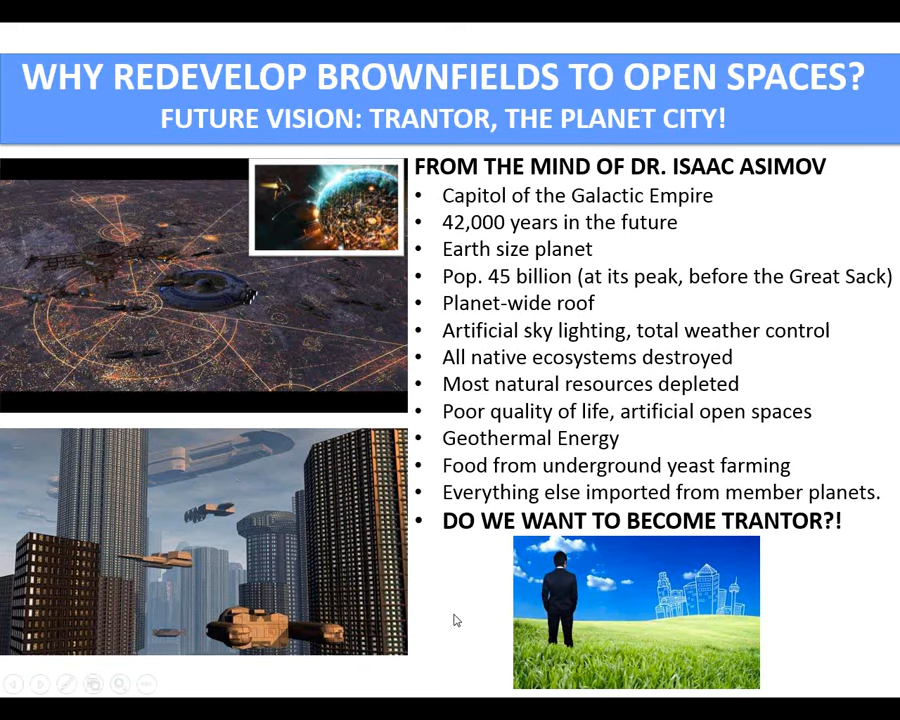 WHY REDEVELOP BROWNFIELDS TO OPEN SPACES?
FUTURE VISION: TRANTOR, THE PLANET CITY!
FROM THE MIND OF DR. ISAAC ASIMOV
• Capitol of the Galactic Empire
• 42,000 years in the future
• Earth size planet
• Pop. 45 billion (at its peak, before the Great Sack)
• Planet-wide roof
• Artificial sky lighting, total weather control
• All native ecosystems destroyed
• Most natural resources depleted
• Poor quality of life, artificial open spaces
• Geothermal Energy
• Food from underground yeast farming
• Everything else imported from member planets.
• DO WE WANT TO BECOME TRANTOR?!